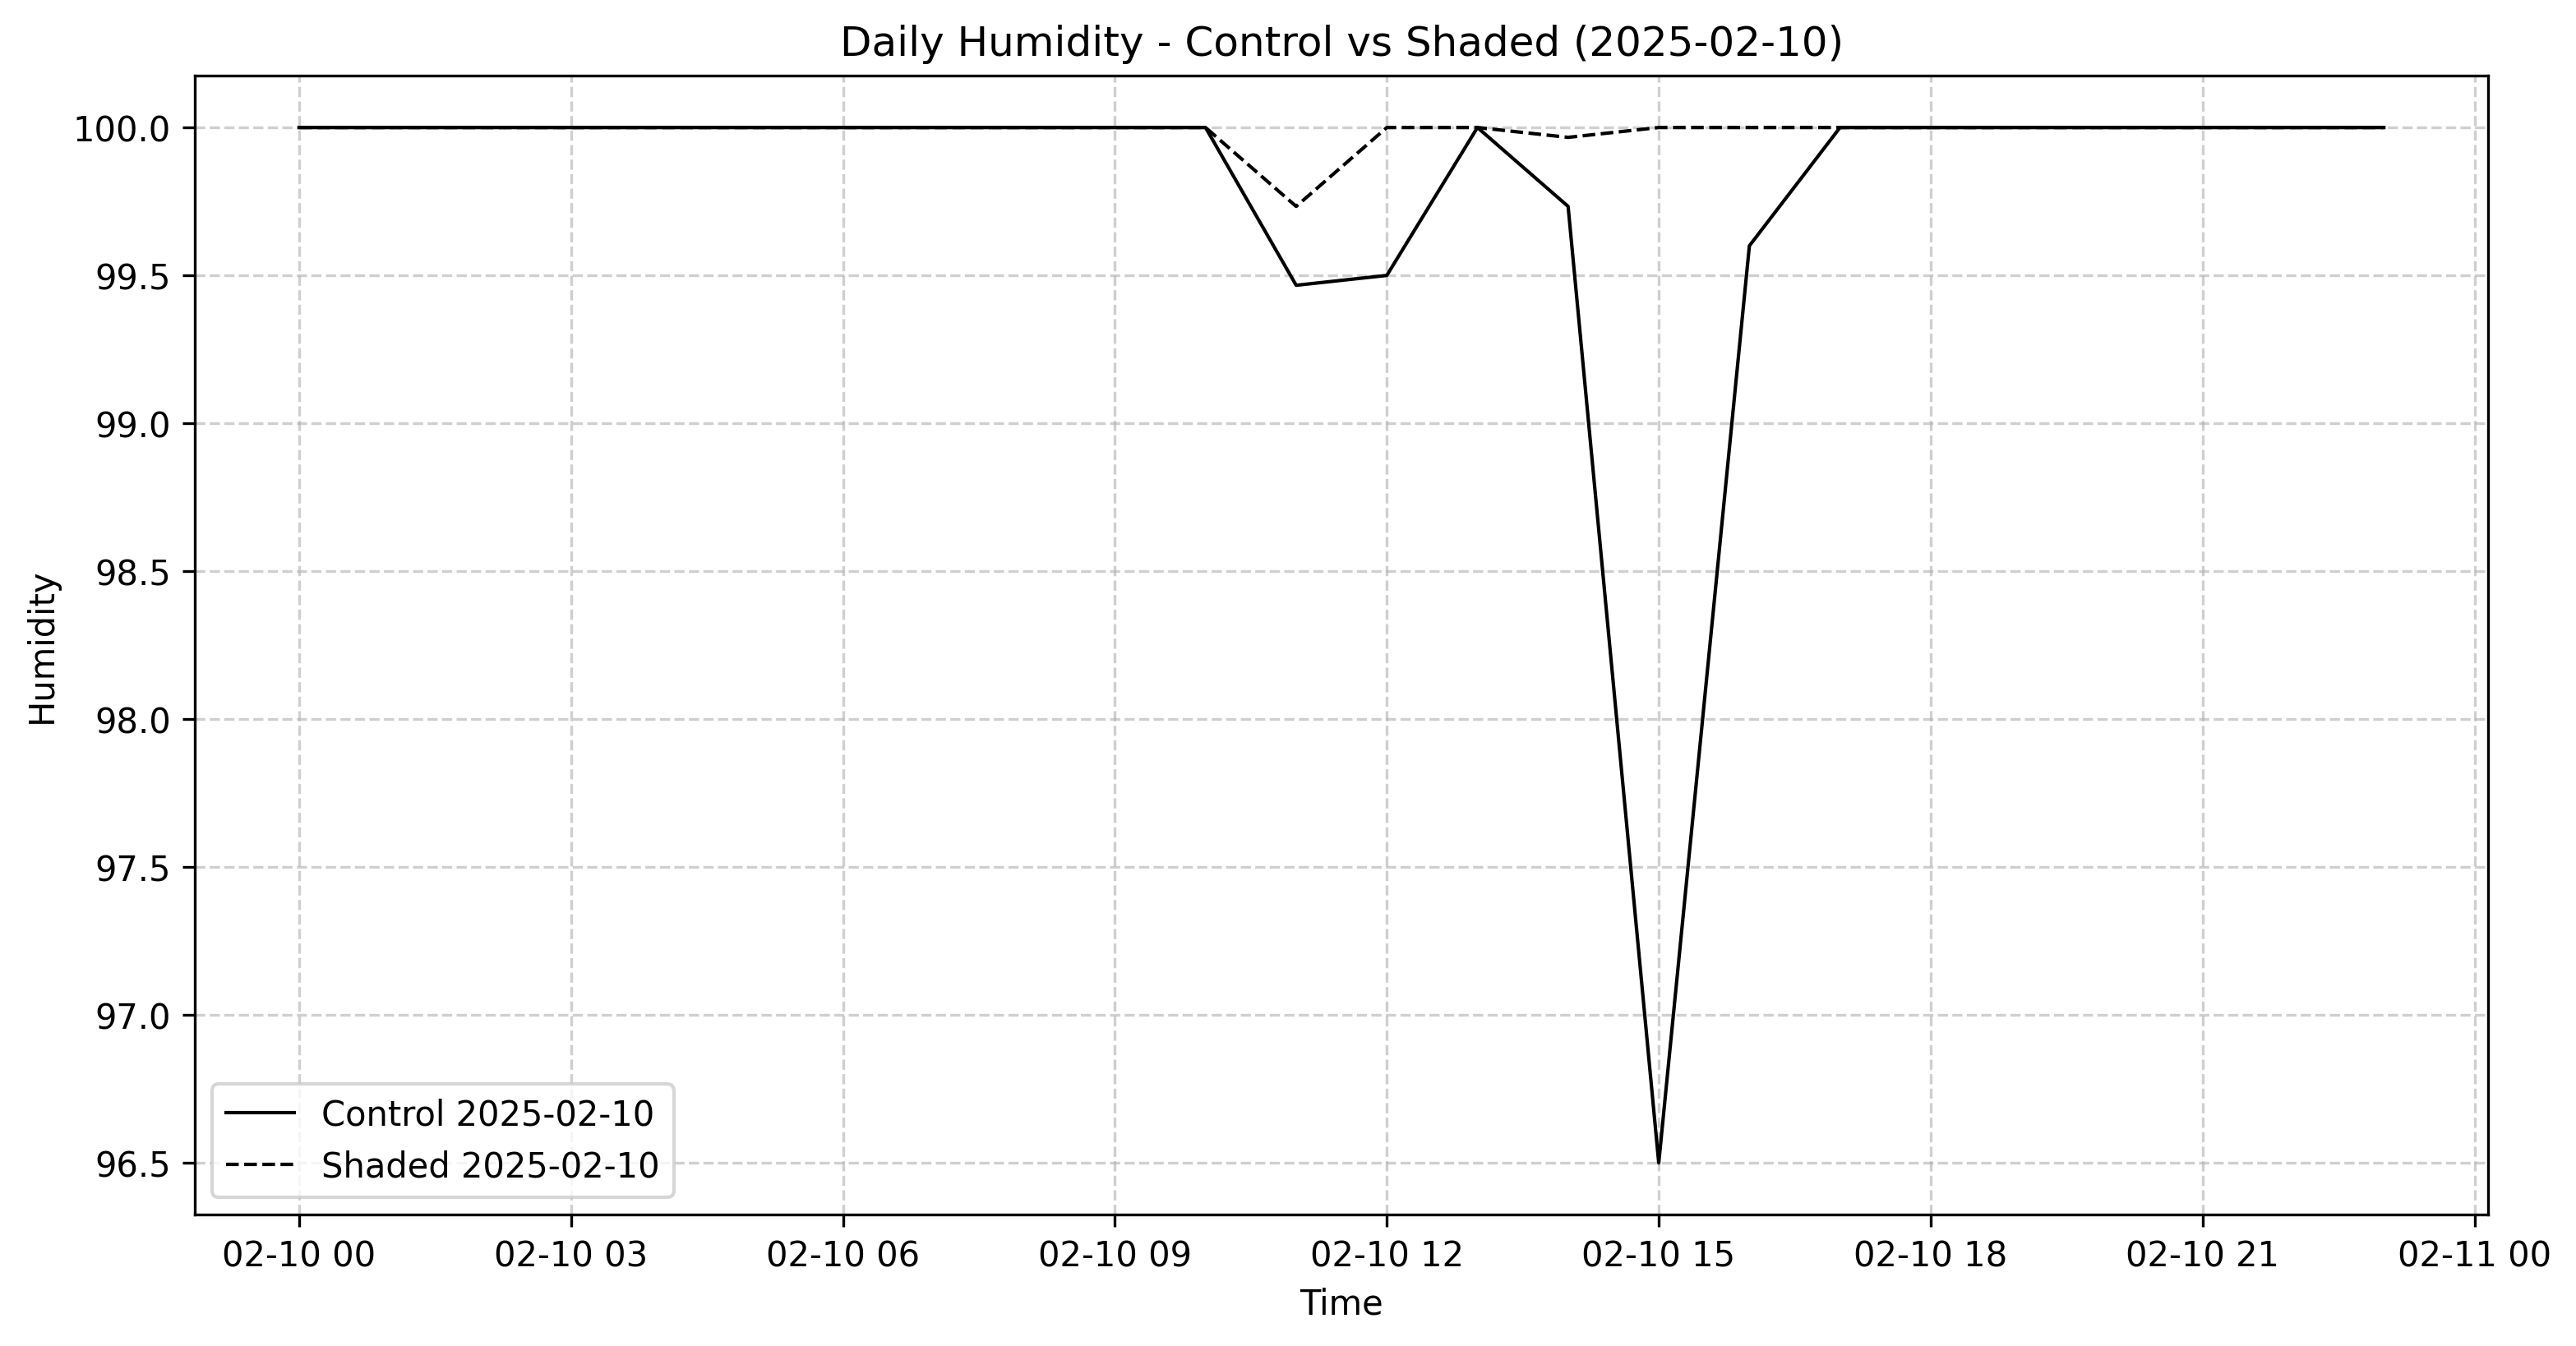 Daily Humidity - Control vs Shaded (2025-02-10)
Humidity
100.0
99.5
99.0
98.5
98.0
97.5
97.0
96.5
Control 2025-02-10
Shaded 2025-02-10
02-10 00 02-10 03 02-10 06 02-10 09 02-10 12 02-10 15 02-10 18 02-10 21 02-11 00
Time